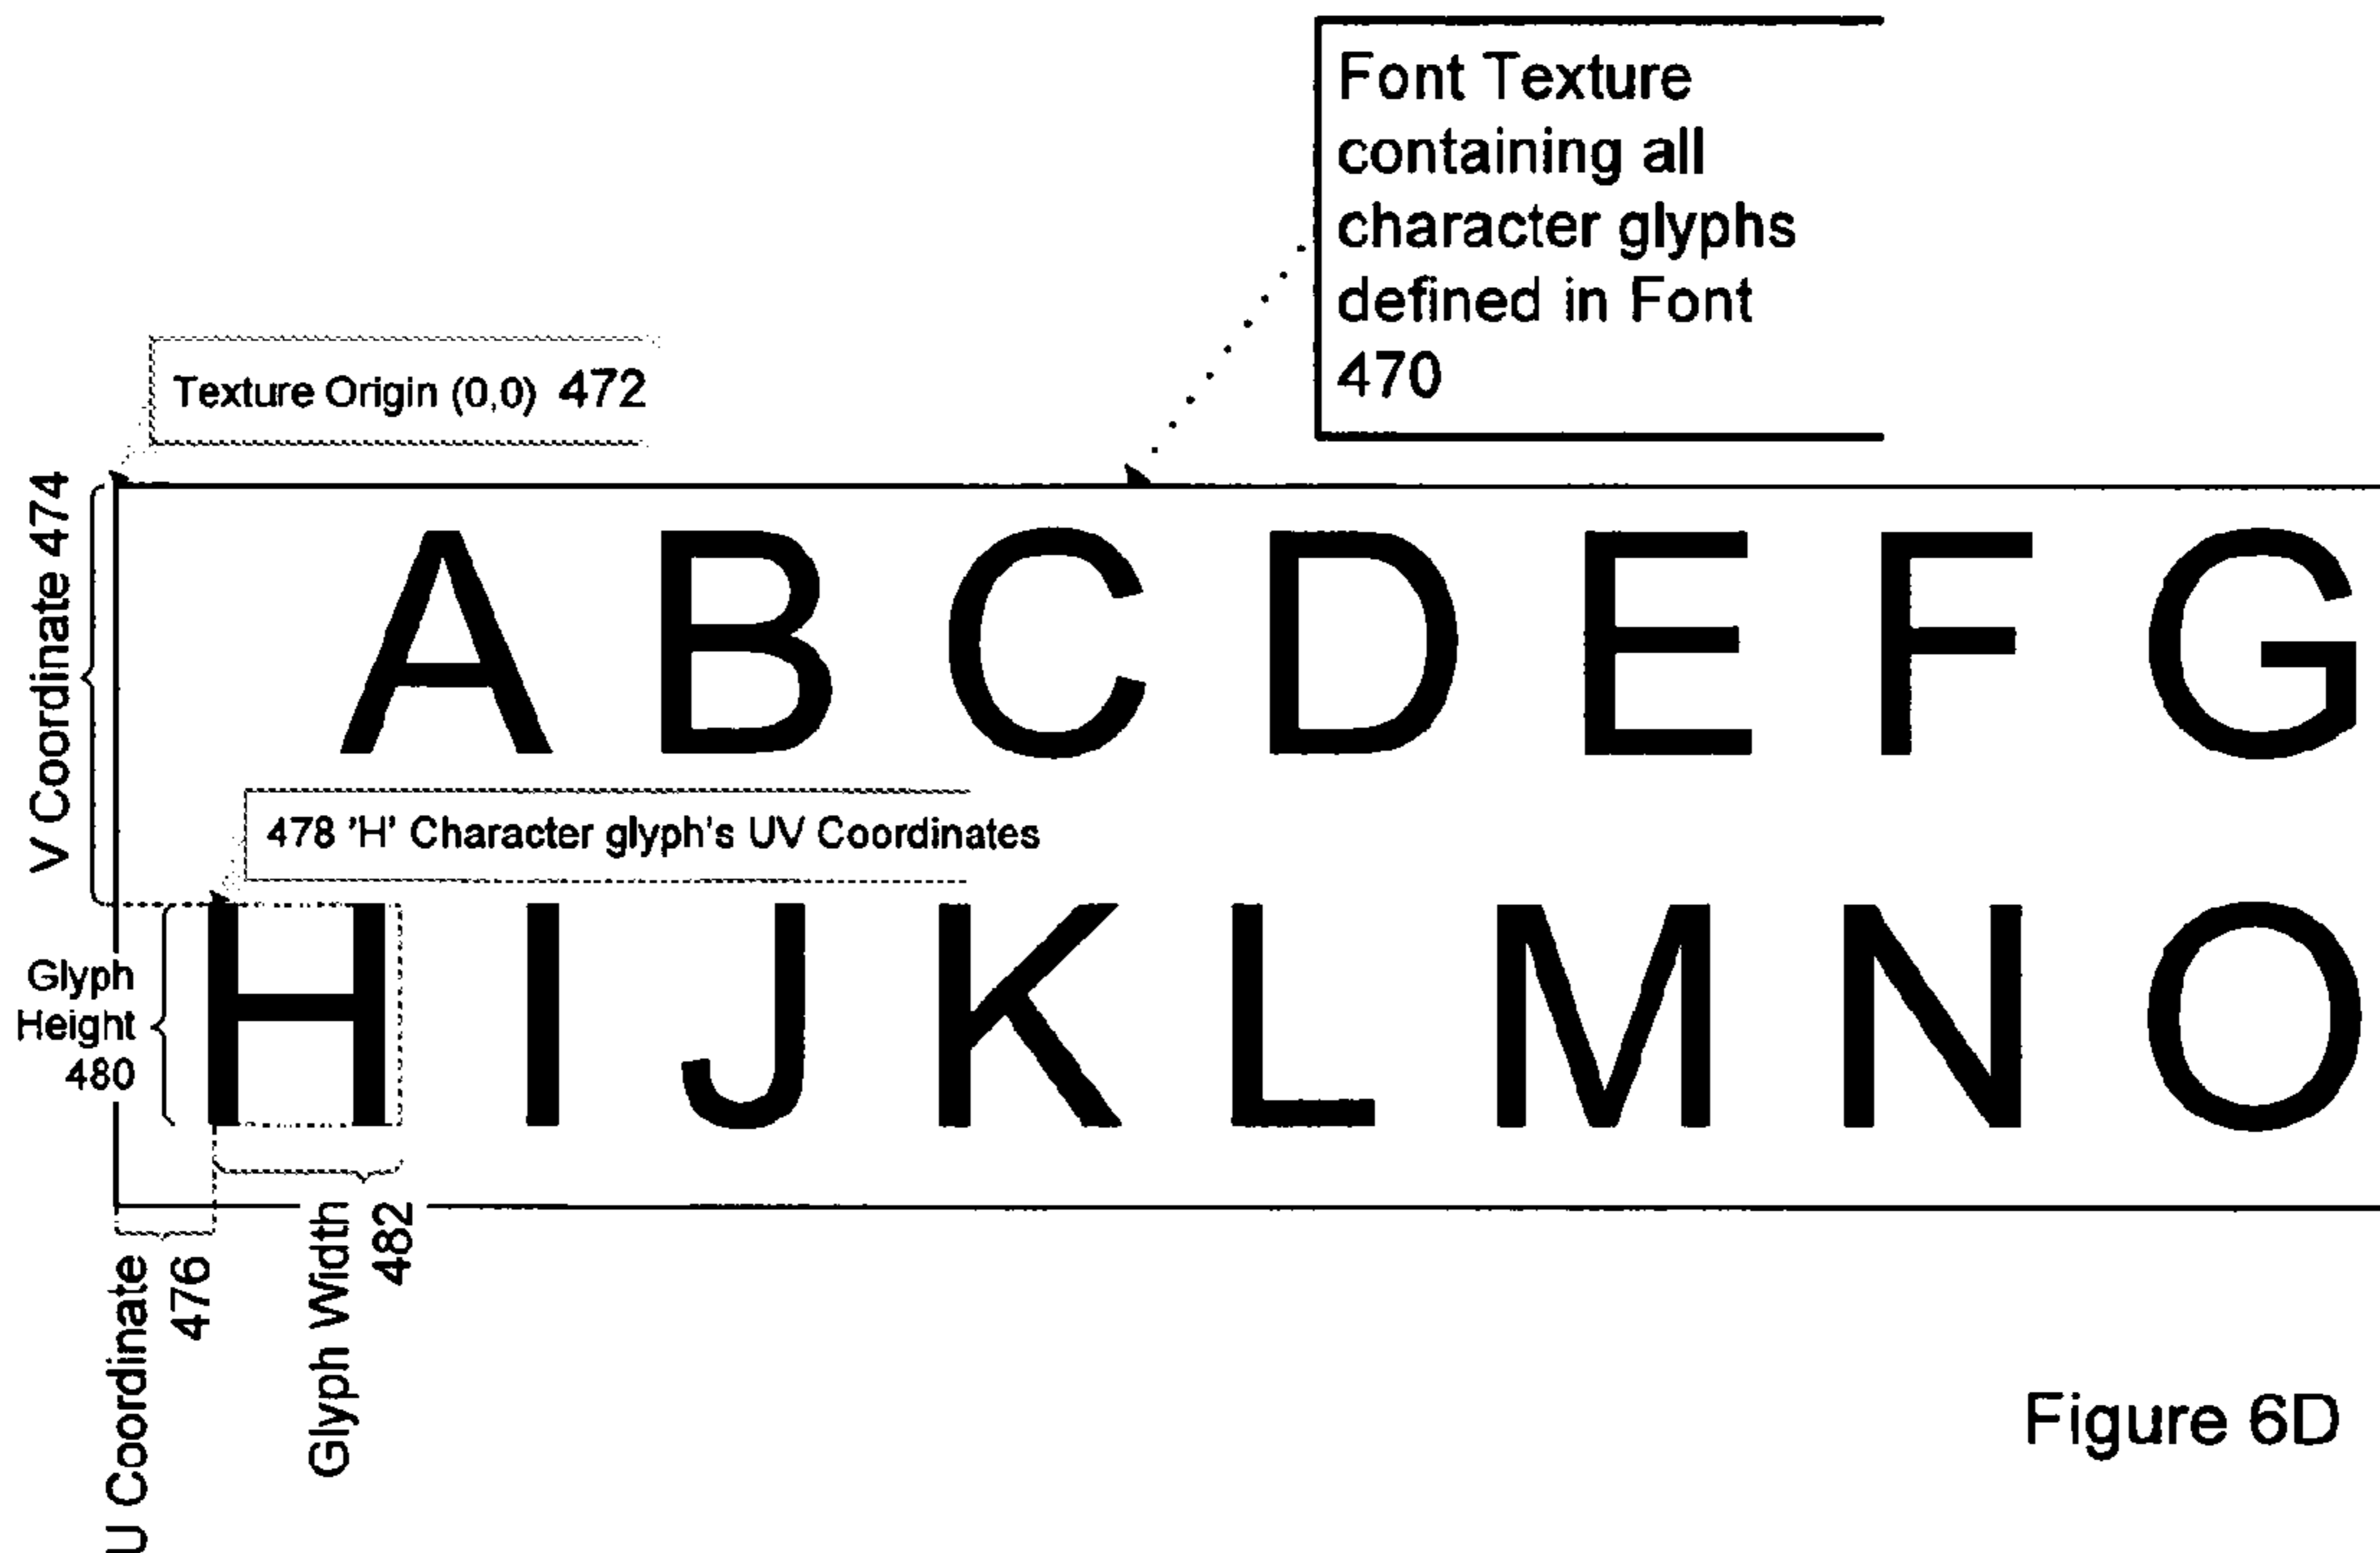 Font Texture
containing all
character glyphs
defined in Font
470
Texture Origin (0,0) 472
V Coordinate 474
A B C D E F G
478 'H' Character glyph's UV Coordinates
H I J K L M N O
Glyph
Height
480
U Coordinate
476
Glyph Width
482
Figure 6D